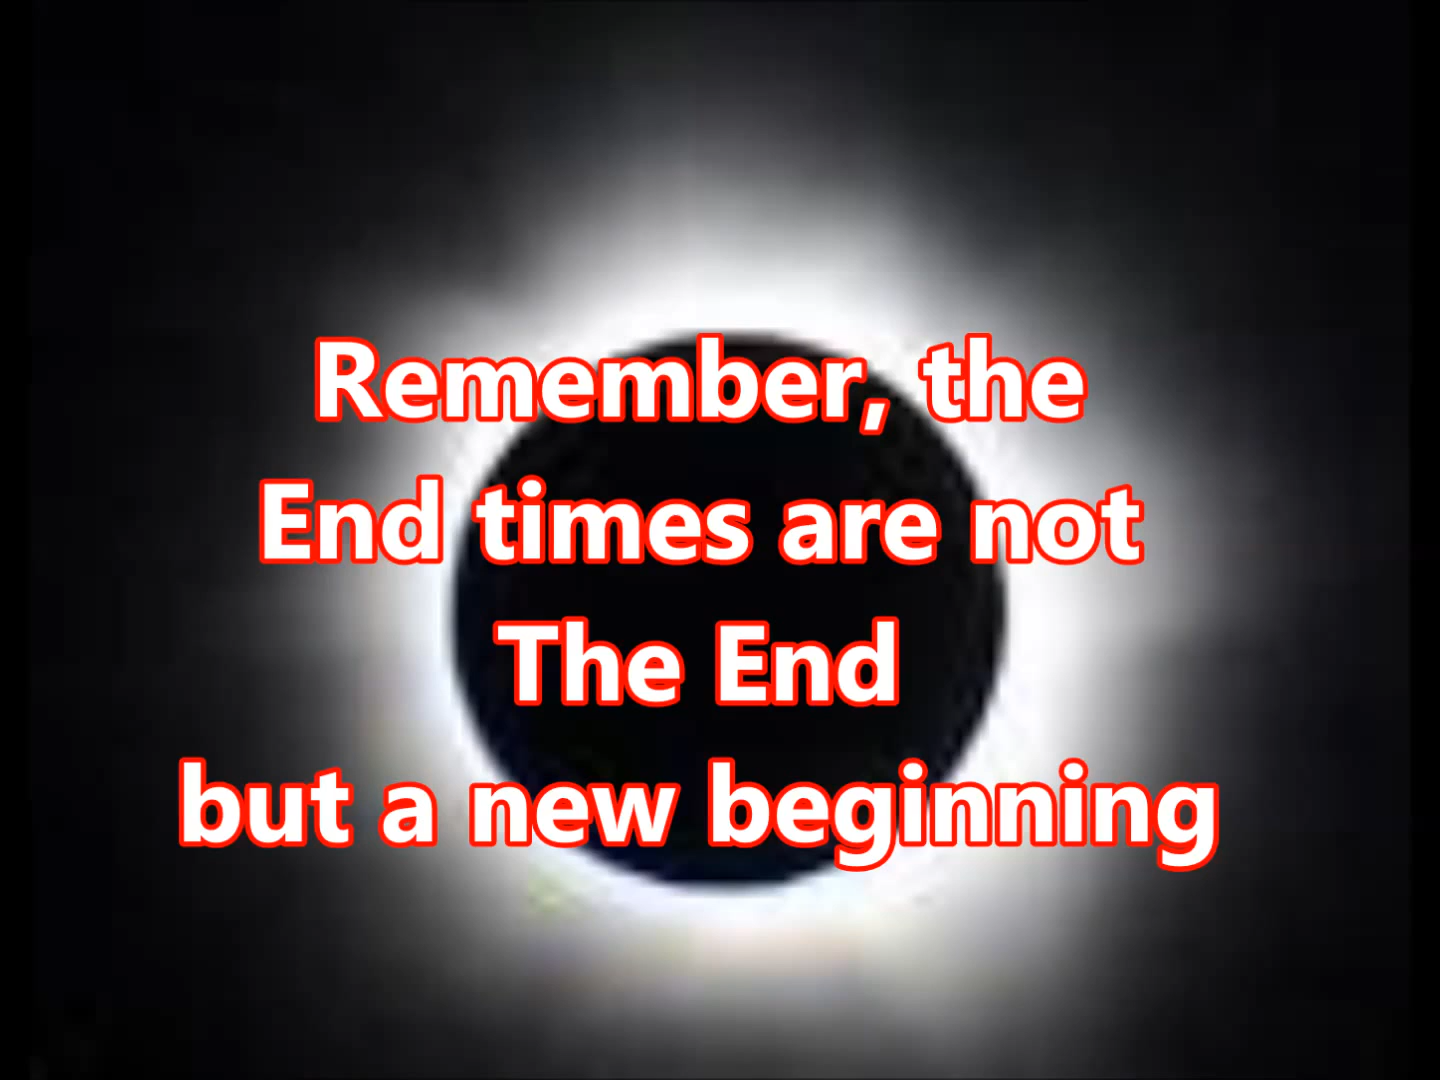 Remember, the
End times are not
The End
but a new beginning